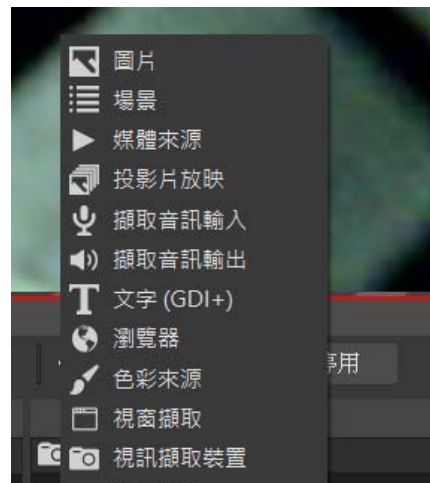 圖片
場景
媒體來源
投影片放映
擷取音訊輸入
擷取音訊輸出
文字 (GDI+)
瀏覽器
色彩來源
視窗擷取
視訊擷取裝置
用